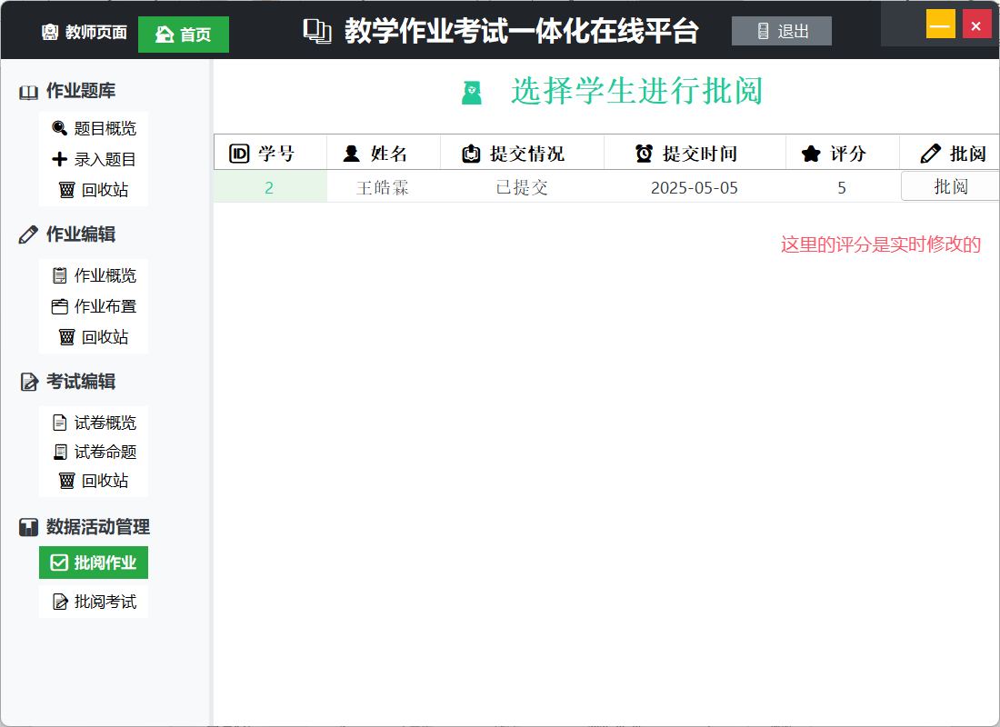 教师页面 首页 教学作业考试一体化在线平台 退出
作业题库
题目概览
录入题目
回收站
作业编辑
作业概览
作业布置
回收站
考试编辑
试卷概览
试卷命题
回收站
数据活动管理
批阅作业
批阅考试
选择学生进行批阅
ID 学号 姓名 提交情况 提交时间 评分 批阅
2 王皓霖 已提交 2025-05-05 5 批阅
这里的评分是实时修改的